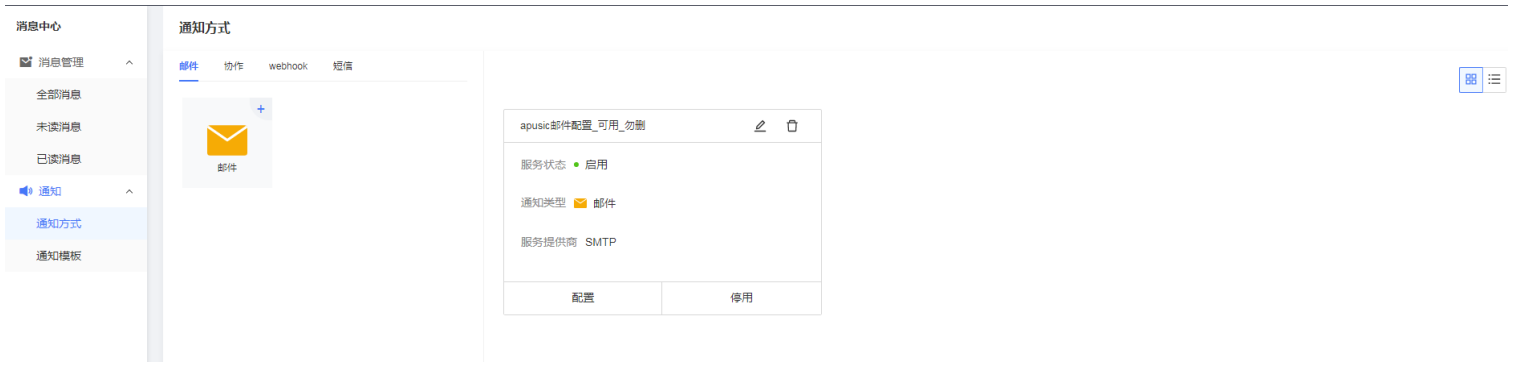 消息中心
消息管理
全部消息
未读消息
已读消息
通知
通知方式
通知模板
通知方式
邮件 协作 webhook 短信
邮件
apusic邮件配置_可用_勿删
服务状态 启用
通知类型 邮件
服务提供商 SMTP
配置 停用